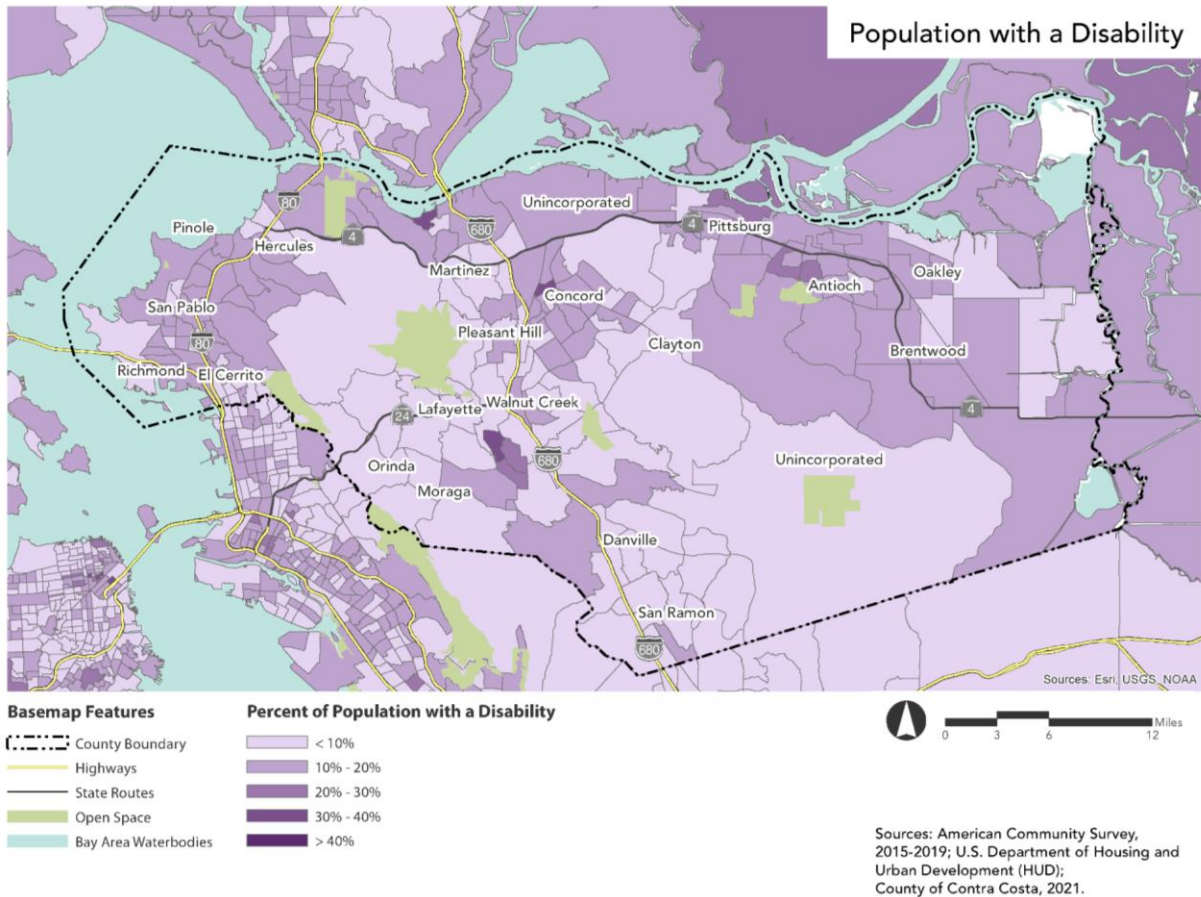 Population with a Disability
Unincorporated
Pinole
80
680
4
Pittsburg
Hercules
4
Martinez
Oakley
Antioch
Concord
San Pablo
Pleasant Hill
80
Clayton
Brentwood
Richmond
El Cerrito
Lafayette
Walnut Creek
24
4
Orinda
680
Unincorporated
Moraga
Danville
San Ramon
680
Sources: Esri, USGS, NOAA
Basemap Features
County Boundary
Highways
State Routes
Open Space
Bay Area Waterbodies
Percent of Population with a Disability
< 10%
10% - 20%
20% - 30%
30% - 40%
> 40%
Miles
0 3 6 12
Sources: American Community Survey,
2015-2019; U.S. Department of Housing and
Urban Development (HUD);
County of Contra Costa, 2021.